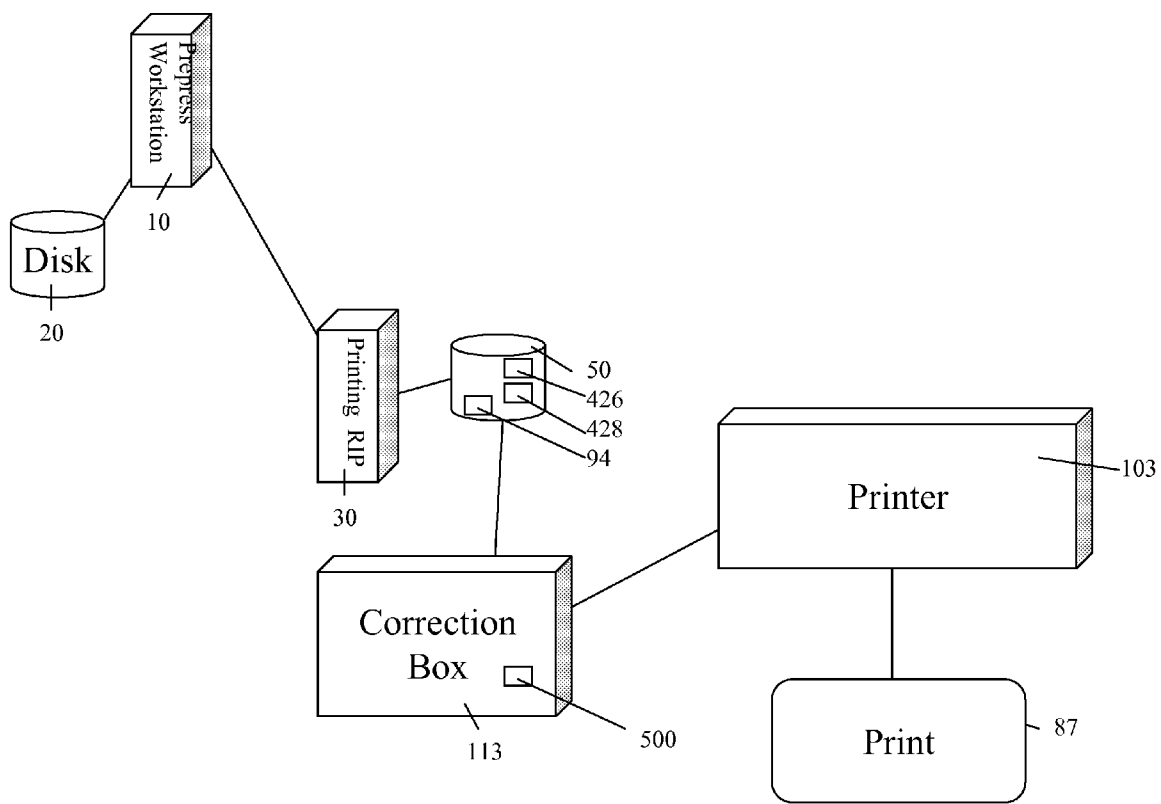 Prepress
Workstation
10
Disk
20
Printing RIP
30
50
426
428
94
Printer
103
Correction
Box
500
113
Print
87